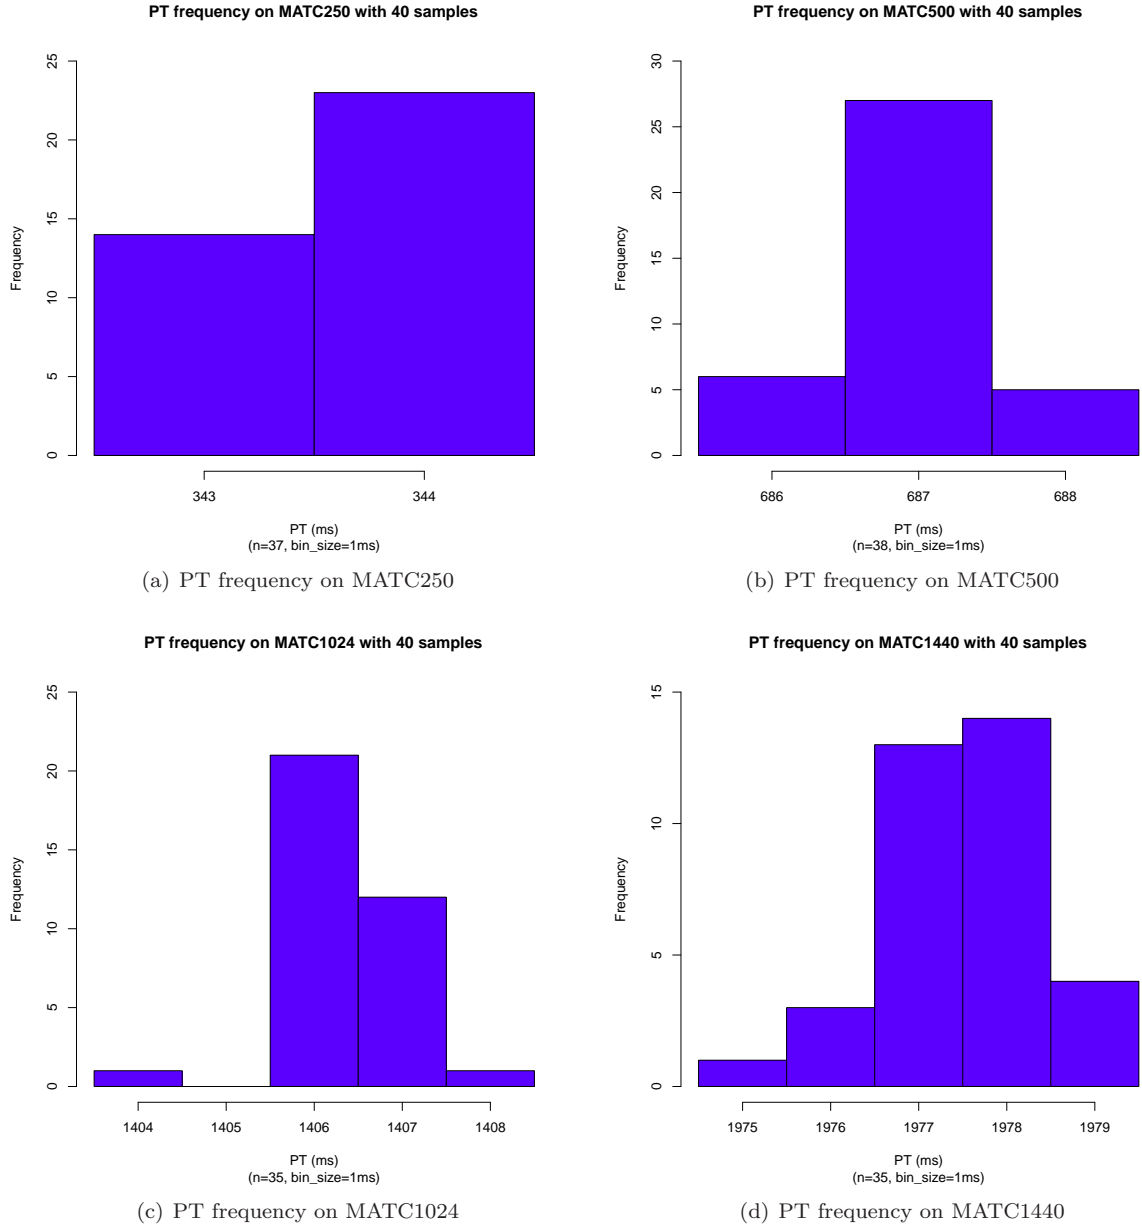 PT frequency on MATC250 with 40 samples
25
20
15
10
5
0
Frequency
343 344
PT (ms)
(n=37, bin_size=1ms)
(a) PT frequency on MATC250
PT frequency on MATC500 with 40 samples
30
25
20
15
10
5
0
Frequency
686 687 688
PT (ms)
(n=38, bin_size=1ms)
(b) PT frequency on MATC500
PT frequency on MATC1024 with 40 samples
25
20
15
10
5
0
Frequency
1404 1405 1406 1407 1408
PT (ms)
(n=35, bin_size=1ms)
(c) PT frequency on MATC1024
PT frequency on MATC1440 with 40 samples
15
10
5
0
Frequency
1975 1976 1977 1978 1979
PT (ms)
(n=35, bin_size=1ms)
(d) PT frequency on MATC1440